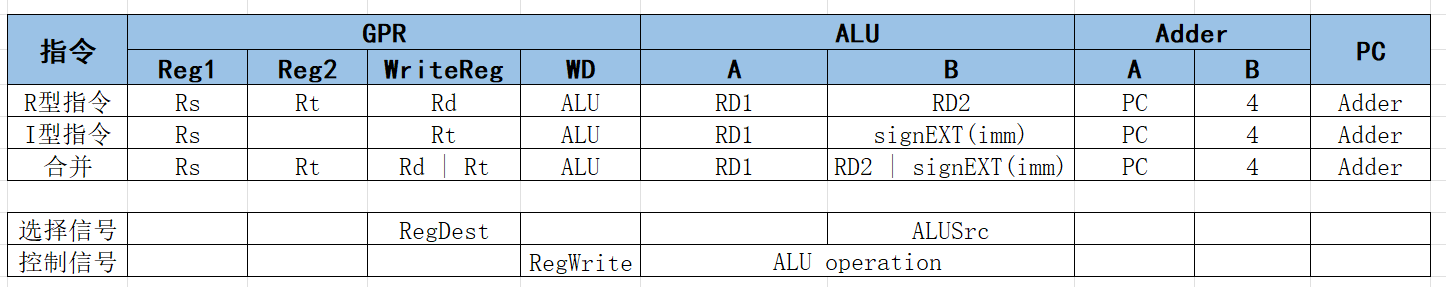 指令 GPR ALU Adder PC
Reg1 Reg2 WriteReg WD A B A B
R型指令 Rs Rt Rd ALU RD1 RD2 PC 4 Adder
I型指令 Rs Rt ALU RD1 signEXT(imm) PC 4 Adder
合并 Rs Rt Rd | Rt ALU RD1 RD2 | signEXT(imm) PC 4 Adder
选择信号 RegDest ALUSrc
控制信号 RegWrite ALU operation